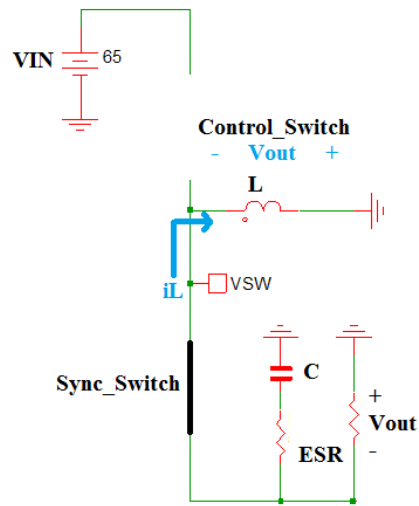 VIN
65
Control_Switch
- Vout +
L
iL
VSW
Sync_Switch
C
ESR
+
Vout
-